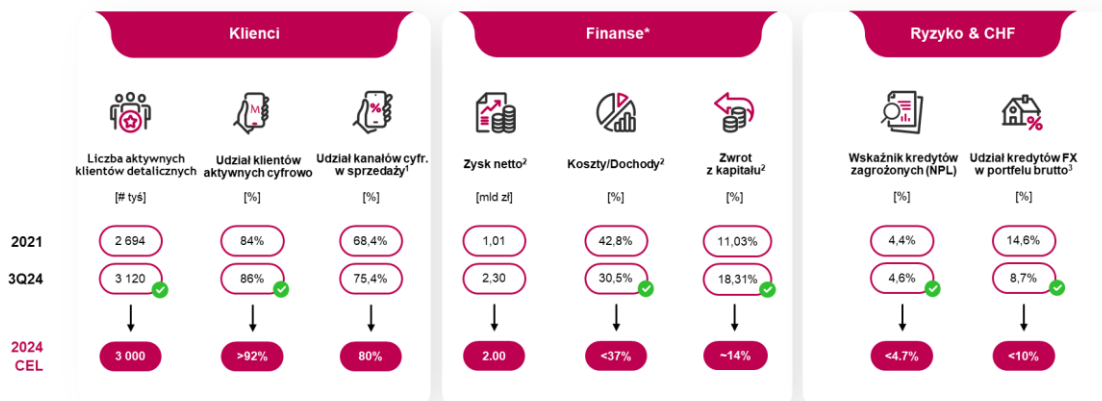 Klienci
Finanse*
Ryzyko & CHF
M
%
%
Liczba aktywnych
klientów detalicznych
Udział klientów
aktywnych cyfrowo
Udział kanałów cyfr.
w sprzedaży¹
Zysk netto²
Koszty/Dochody²
Zwrot
z kapitału²
Wskaźnik kredytów
zagrożonych (NPL)
Udział kredytów FX
w portfelu brutto³
[# tyś] [%] [%] [mld zł] [%] [%] [%] [%]
2021 2 694 84% 68,4% 1,01 42,8% 11,03% 4,4% 14,6%
3Q24 3 120 86% 75,4% 2,30 30,5% 18,31% 4,6% 8,7%
2024
CEL
3 000 >92% 80% 2.00 <37% ~14% <4.7% <10%